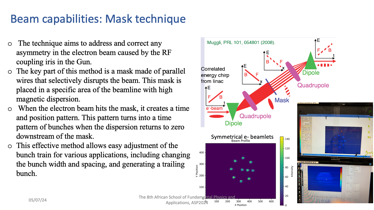 Beam capabilities: Mask technique
o The technique aims to address and correct any
asymmetry in the electron beam caused by the RF
coupling iris in the Gun.
o The key part of this method is a mask made of parallel
wires that selectively disrupts the beam. This mask is
placed in a specific area of the beamline with high
magnetic dispersion.
o When the electron beam hits the mask, it creates a time
and position pattern. This pattern turns into a time
pattern of bunches when the dispersion returns to zero
downstream of the mask.
o This effective method allows easy adjustment of the
bunch train for various applications, including changing
the bunch width and spacing, and generating a trailing
bunch.
Muggli, PRL 101, 054801 (2008)
Correlated
energy chirp
from linac
e- beam
Dipole
Quadrupole
Mask
Quadrupole
Dipole
Symmetrical e- beamlets
Beam Profile
Y Position
X Position
05/07/24
The 8th African School of Fundamental Physics and
Applications, ASP2024